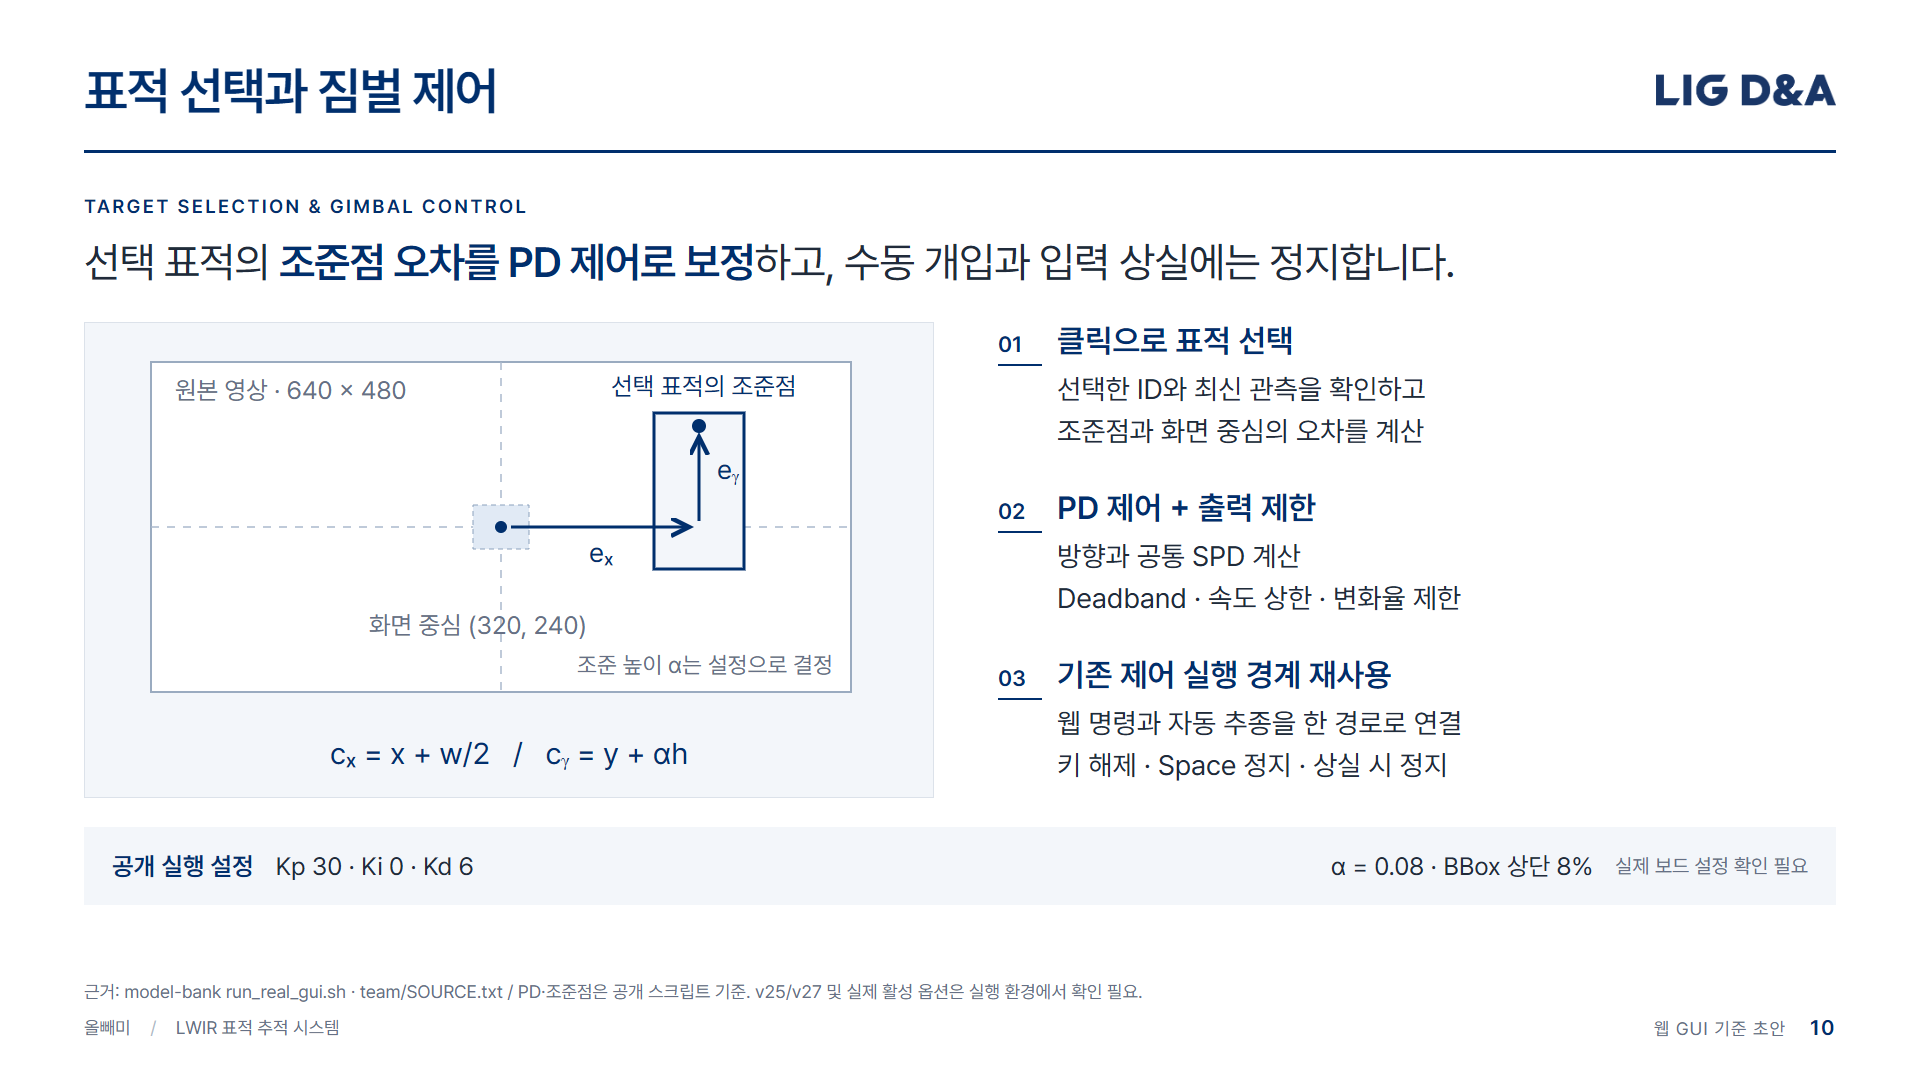 표적 선택과 짐벌 제어
LIG D&A
TARGET SELECTION & GIMBAL CONTROL
선택 표적의 조준점 오차를 PD 제어로 보정하고, 수동 개입과 입력 상실에는 정지합니다.
원본 영상 · 640 × 480
선택 표적의 조준점
eᵧ
eₓ
화면 중심 (320, 240)
조준 높이 α는 설정으로 결정
cₓ = x + w/2 / cᵧ = y + αh
01 클릭으로 표적 선택
선택한 ID와 최신 관측을 확인하고
조준점과 화면 중심의 오차를 계산
02 PD 제어 + 출력 제한
방향과 공통 SPD 계산
Deadband · 속도 상한 · 변화율 제한
03 기존 제어 실행 경계 재사용
웹 명령과 자동 추종을 한 경로로 연결
키 해제 · Space 정지 · 상실 시 정지
공개 실행 설정 Kp 30 · Ki 0 · Kd 6
α = 0.08 · BBox 상단 8% 실제 보드 설정 확인 필요
근거: model-bank run_real_gui.sh · team/SOURCE.txt / PD·조준점은 공개 스크립트 기준. v25/v27 및 실제 활성 옵션은 실행 환경에서 확인 필요.
올빼미 / LWIR 표적 추적 시스템
웹 GUI 기준 초안 10